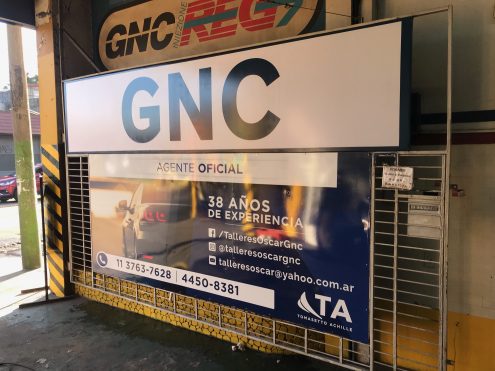 GNC
MILEZONE
REG
GNC
AGENTE OFICIAL
38 AÑOS
DE EXPERIENCIA
/TalleresOscarGnc
@talleresoscargnc
talleresoscar@yahoo.com.ar
11 3763-7628 | 4450-8381
TA
TOMASETTO ACHILLE